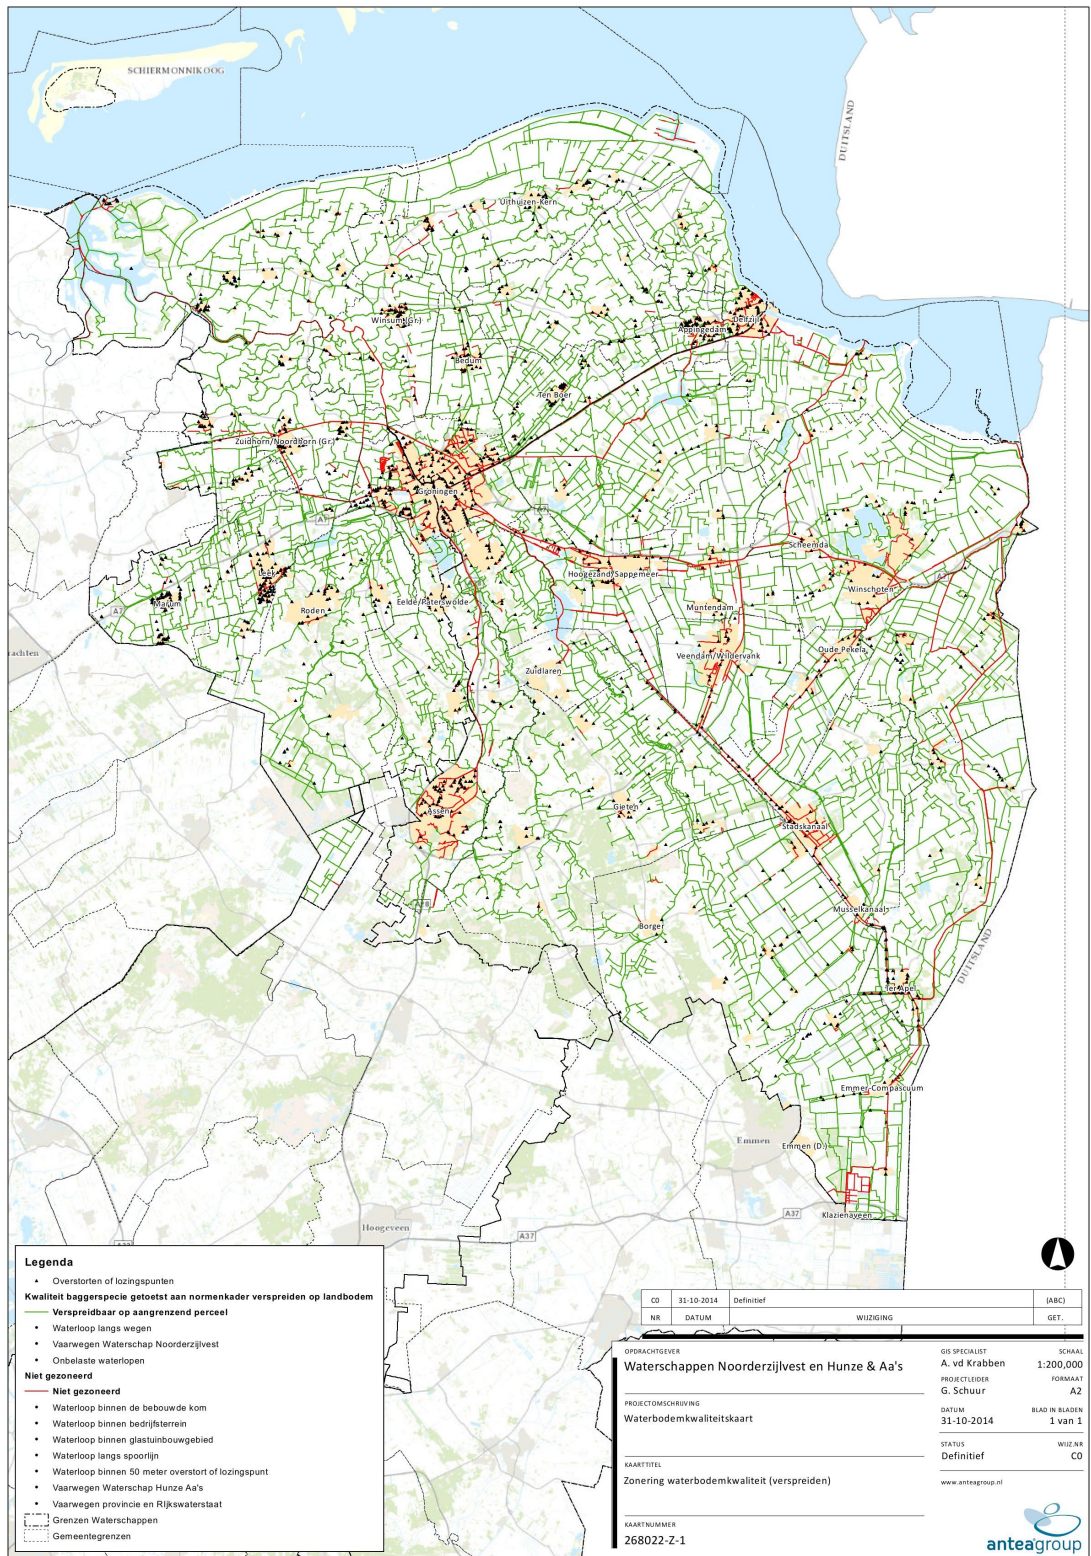 SCHIERMONNIKOOG
DUITSLAND
Uithuizen-Kern
Winsum (Gr.)
Delfzijl
Appingedam
Bedum
Ten Boer
Zuidhorn/Noordhorn (Gr.)
Groningen
A7
Scheemda
Leek
Hoogezand/Sappemeer
A7
Winschoten
Marum
A7
Roden
Eelde/Paterswolde
Muntendam
Oude Pekela
rachten
Veendam/Wildervank
Zuidlaren
Assen
Gieten
Stadskanaal
A28
Musselkanaal
Borger
DUITSLAND
Ter Apel
Emmer-Compascuum
Emmen
Emmen (D.)
Klazienaveen
A37
Hoogeveen
A37
Legenda
Overstorten of lozingspunten
Kwaliteit baggerspecie getoetst aan normenkader verspreiden op landbodem
Verspreidbaar op aangrenzend perceel
Waterloop langs wegen
Vaarwegen Waterschap Noorderzijlvest
Onbelaste waterlopen
Niet gezoneerd
Niet gezoneerd
Waterloop binnen de bebouwde kom
Waterloop binnen bedrijfsterrein
Waterloop binnen glastuinbouwgebied
Waterloop langs spoorlijn
Waterloop binnen 50 meter overstort of lozingspunt
Vaarwegen Waterschap Hunze Aa's
Vaarwegen provincie en RIjkswaterstaat
Grenzen Waterschappen
Gemeentegrenzen
C0 31-10-2014 Definitief (ABC)
NR DATUM WIJZIGING GET.
OPDRACHTGEVER
Waterschappen Noorderzijlvest en Hunze & Aa's
PROJECTOMSCHRIJVING
Waterbodemkwaliteitskaart
KAARTTITEL
Zonering waterbodemkwaliteit (verspreiden)
KAARTNUMMER
268022-Z-1
GIS SPECIALIST SCHAAL
A. vd Krabben 1:200,000
PROJECTLEIDER FORMAAT
G. Schuur A2
DATUM BLAD IN BLADEN
31-10-2014 1 van 1
STATUS WIJZ.NR
Definitief C0
www.anteagroup.nl
anteagroup